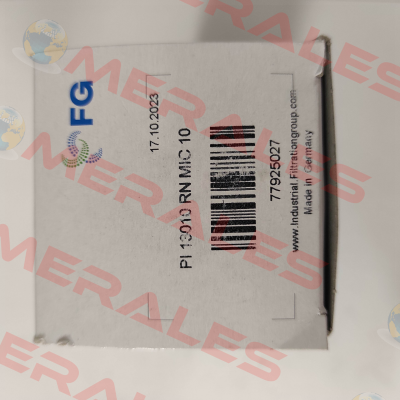 FG
17.10.2023
PI 13010 RN MIC 10
77925027
www.Industrial.Filtrationgroup.com
Made in Germany
MERALES
MERALES
MERALES
MERALES